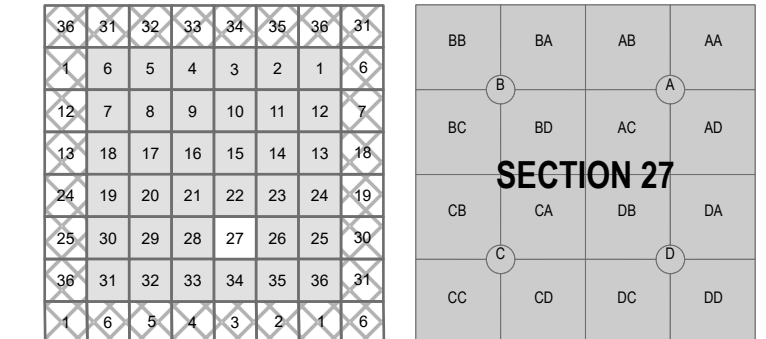 36 31 32 33 34 35 36 31
1 6 5 4 3 2 1 6
12 7 8 9 10 11 12 7
13 18 17 16 15 14 13 18
24 19 20 21 22 23 24 19
25 30 29 28 27 26 25 30
36 31 32 33 34 35 36 31
1 6 5 4 3 2 1 6
BB BA AB AA
B A
BC BD AC AD
SECTION 27
CB CA DB DA
C D
CC CD DC DD